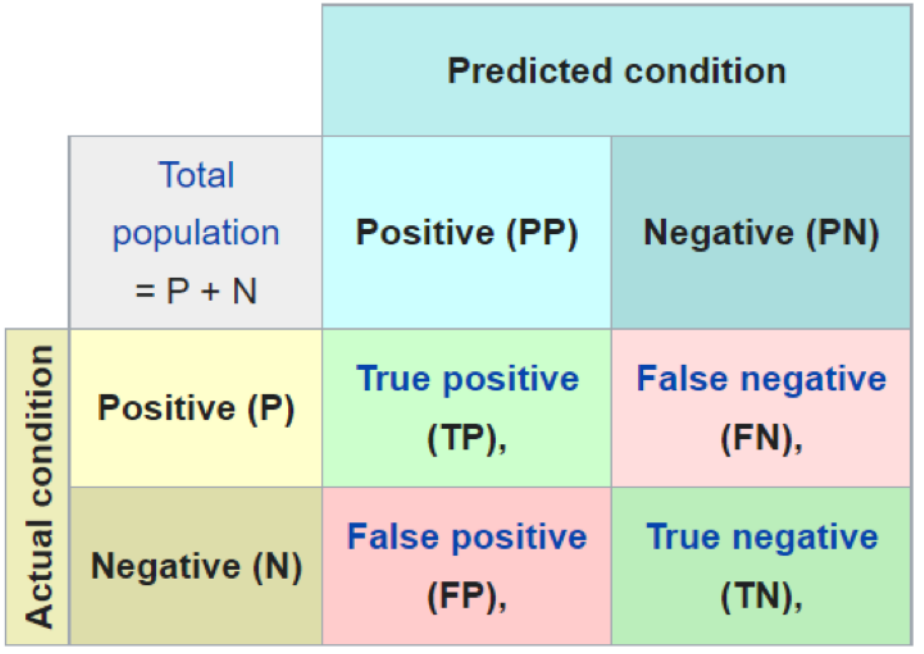 Predicted condition
Total
population
= P + N
Positive (PP)
Negative (PN)
Actual condition
Positive (P)
True positive
(TP),
False negative
(FN),
Negative (N)
False positive
(FP),
True negative
(TN),